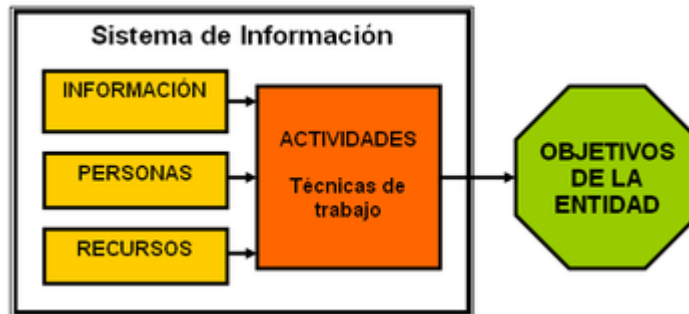 Sistema de Información
INFORMACIÓN
PERSONAS
RECURSOS
ACTIVIDADES
Técnicas de
trabajo
OBJETIVOS
DE LA
ENTIDAD